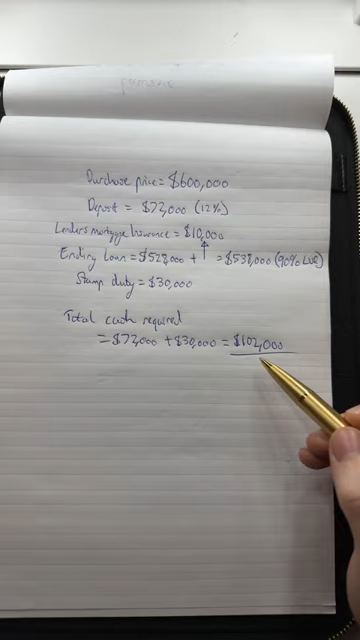 Purchase price = $600,000
Deposit = $72,000 (12%)
Lenders mortgage Insurance = $10,000
Ending loan = $528,000 + ↑ = $538,000 (90% LVR)
Stamp duty = $30,000
Total cash required
= $72,000 + $30,000 = $102,000